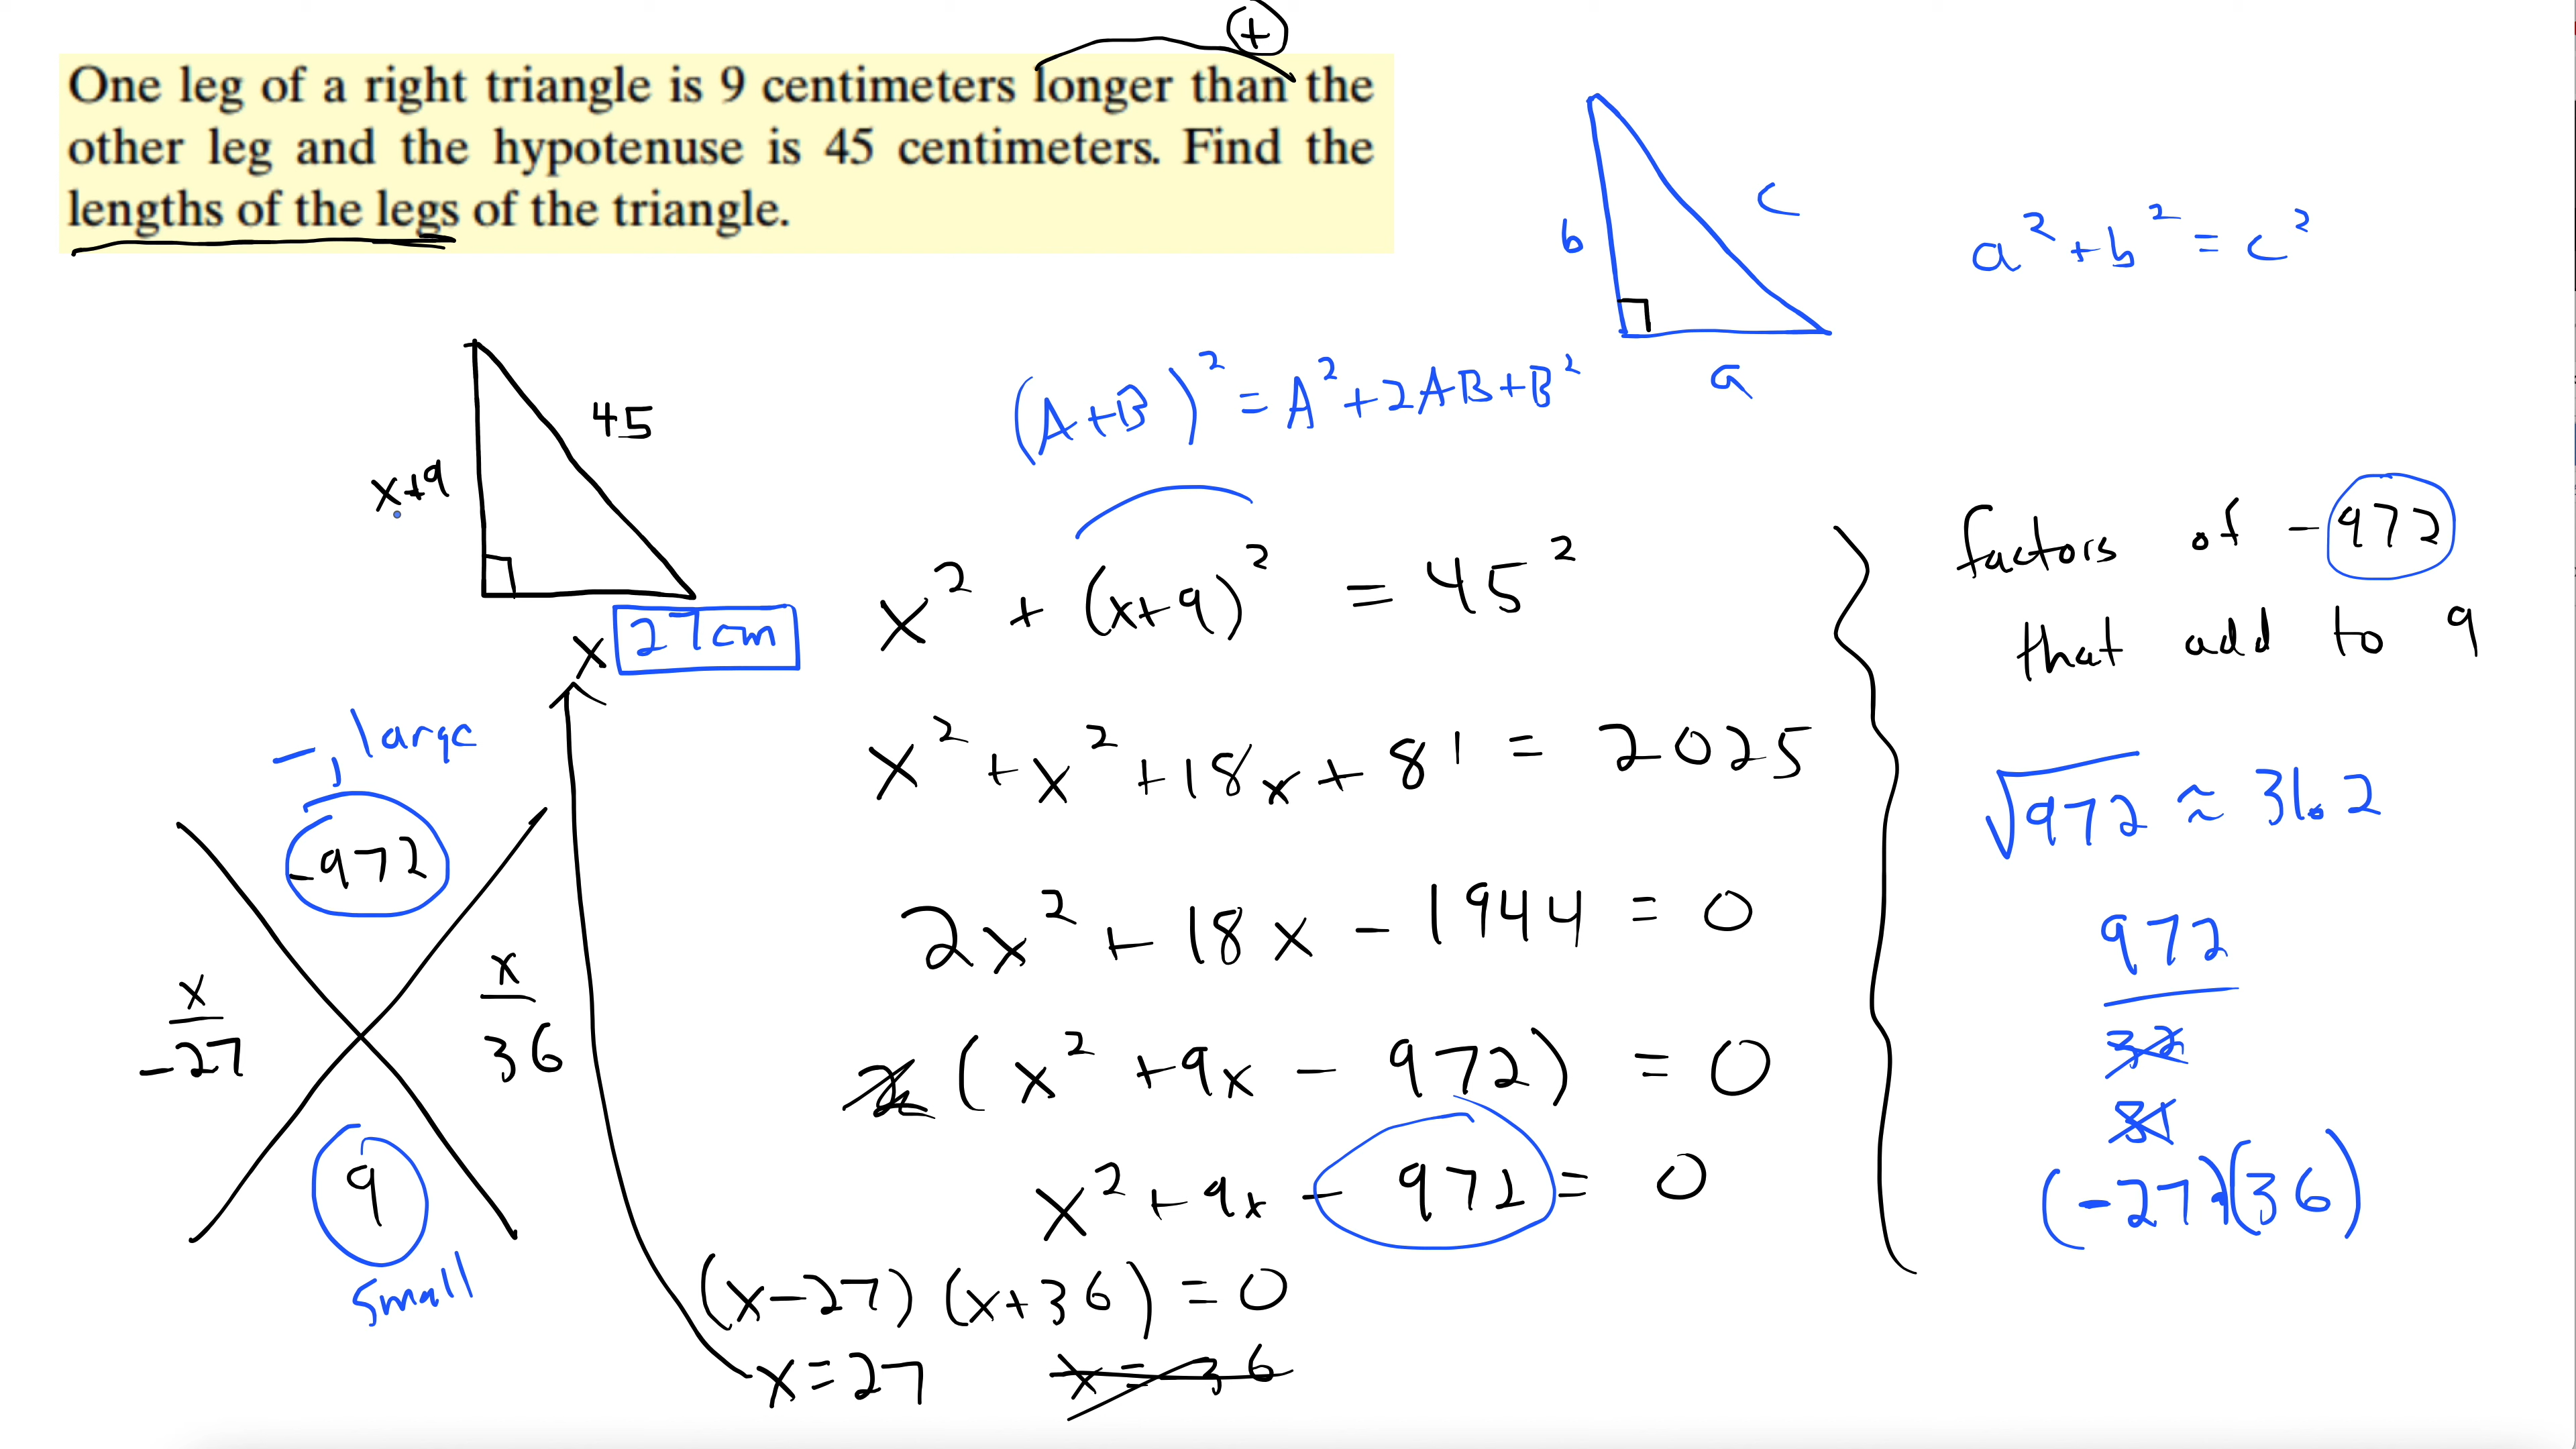 +
One leg of a right triangle is 9 centimeters longer than the
other leg and the hypotenuse is 45 centimeters. Find the
lengths of the legs of the triangle.
b
c
a
a² + b² = c²
45
x+9
x
27cm
(A+B)² = A²+2AB+B²
x² + (x+9)² = 45²
x² + x² + 18x + 81 = 2025
2x² + 18x - 1944 = 0
2(x² + 9x - 972) = 0
x² + 9x - 972 = 0
(x-27)(x+36) = 0
x = 27
x = 36
-, large
-972
x
-27
x
36
9
small
factors of -972
that add to 9
√972 ≈ 31.2
972
32
31
(-27)(36)